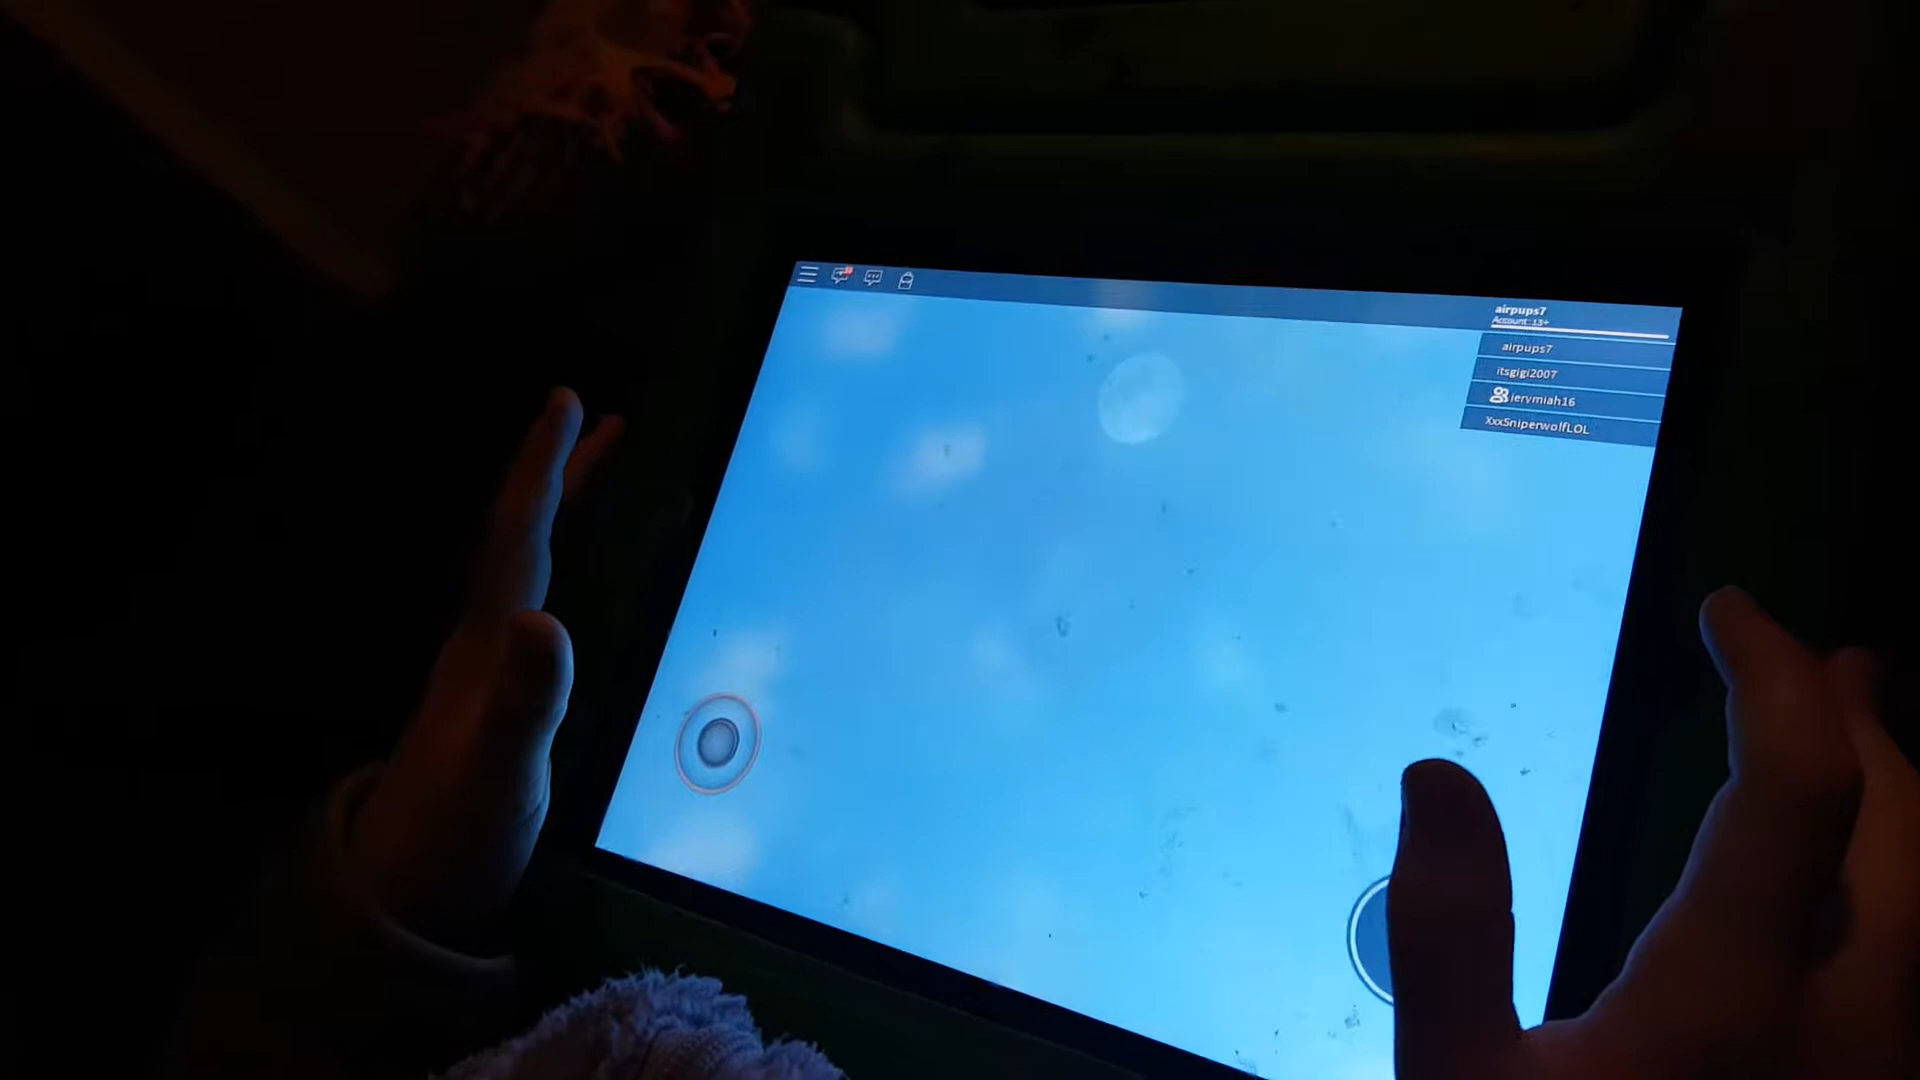 airpups7
Account: 13+
airpups7
itsgigi2007
jerymiah16
XxxSniperwolfLOL